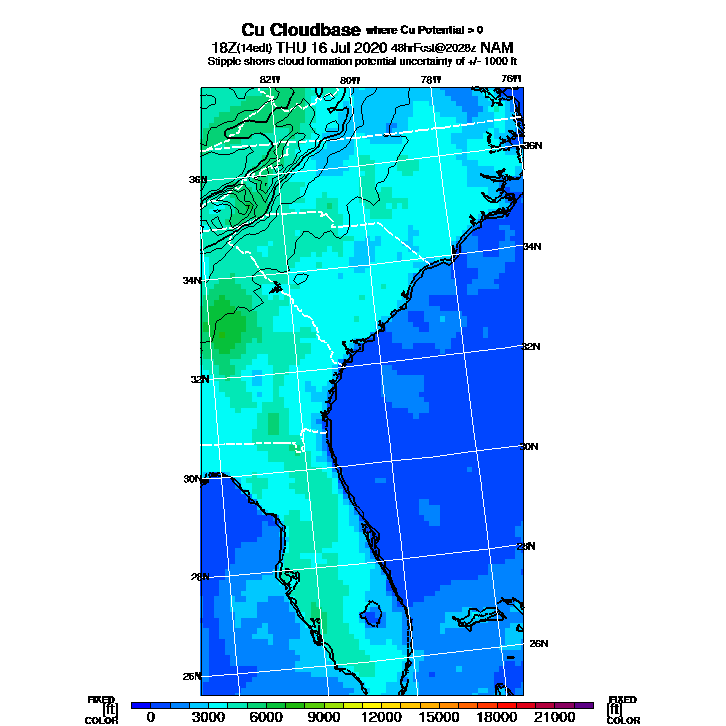 Cu Cloudbase where Cu Potential > 0
18Z(14edt) THU 16 Jul 2020 48hrFcst@2028z NAM
Stipple shows cloud formation potential uncertainty of +/- 1000 ft
82W 80W 78W 76W
36N
36N
34N
34N
32N
32N
30N
30N
28N
28N
26N
26N
FIXED FIXED
[ft] 0 3000 6000 9000 12000 15000 18000 21000 [ft]
COLOR COLOR